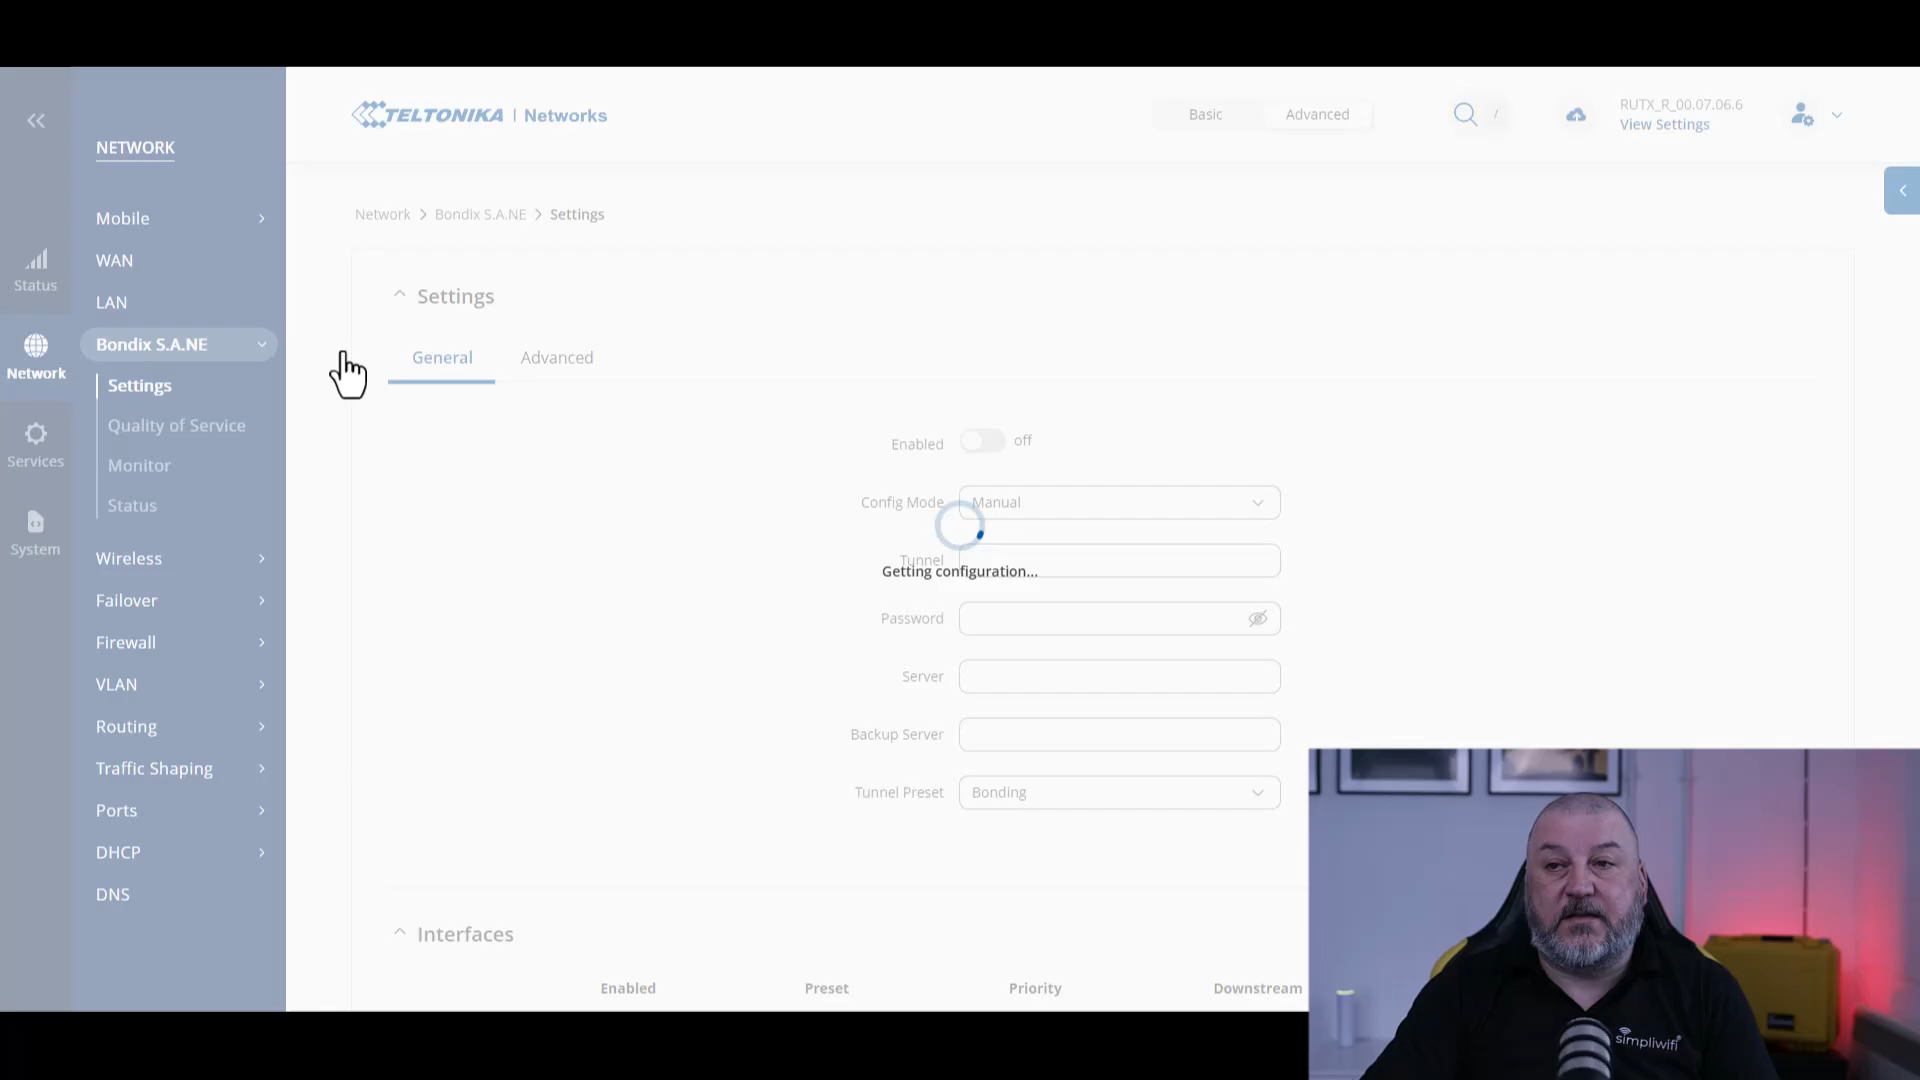 TELTONIKA | Networks
Basic
Advanced
/
RUTX_R_00.07.06.6
View Settings
NETWORK
Mobile
WAN
LAN
Bondix S.A.NE
Settings
Quality of Service
Monitor
Status
Wireless
Failover
Firewall
VLAN
Routing
Traffic Shaping
Ports
DHCP
DNS
Status
Network
Services
System
Network > Bondix S.A.NE > Settings
Settings
General
Advanced
Enabled
off
Config Mode
Manual
Tunnel
Getting configuration...
Password
Server
Backup Server
Tunnel Preset
Bonding
Interfaces
Enabled
Preset
Priority
Downstream
simpliwifi